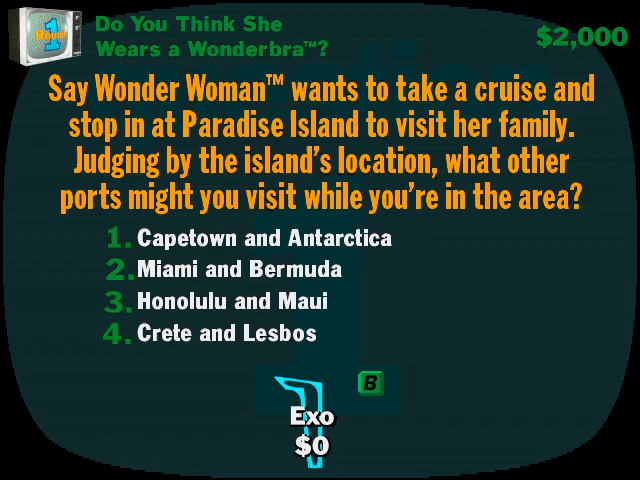 Round 1
Do You Think She
Wears a Wonderbra™?
$2,000
Say Wonder Woman™ wants to take a cruise and
stop in at Paradise Island to visit her family.
Judging by the island's location, what other
ports might you visit while you're in the area?
1. Capetown and Antarctica
2. Miami and Bermuda
3. Honolulu and Maui
4. Crete and Lesbos
B
Exo
$0